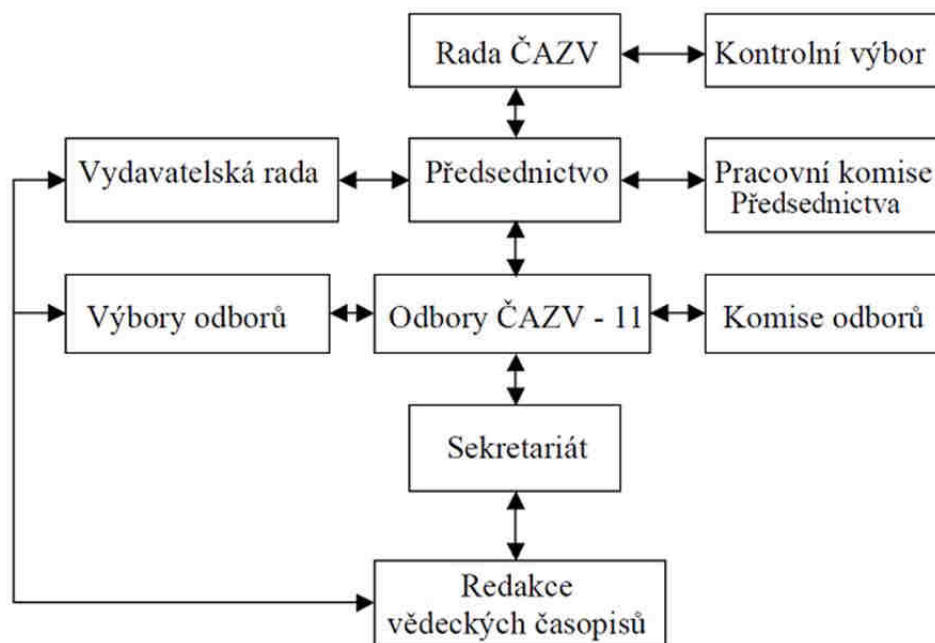 Rada ČAZV
Kontrolní výbor
Vydavatelská rada
Předsednictvo
Pracovní komise
Předsednictva
Výbory odborů
Odbory ČAZV - 11
Komise odborů
Sekretariát
Redakce
vědeckých časopisů